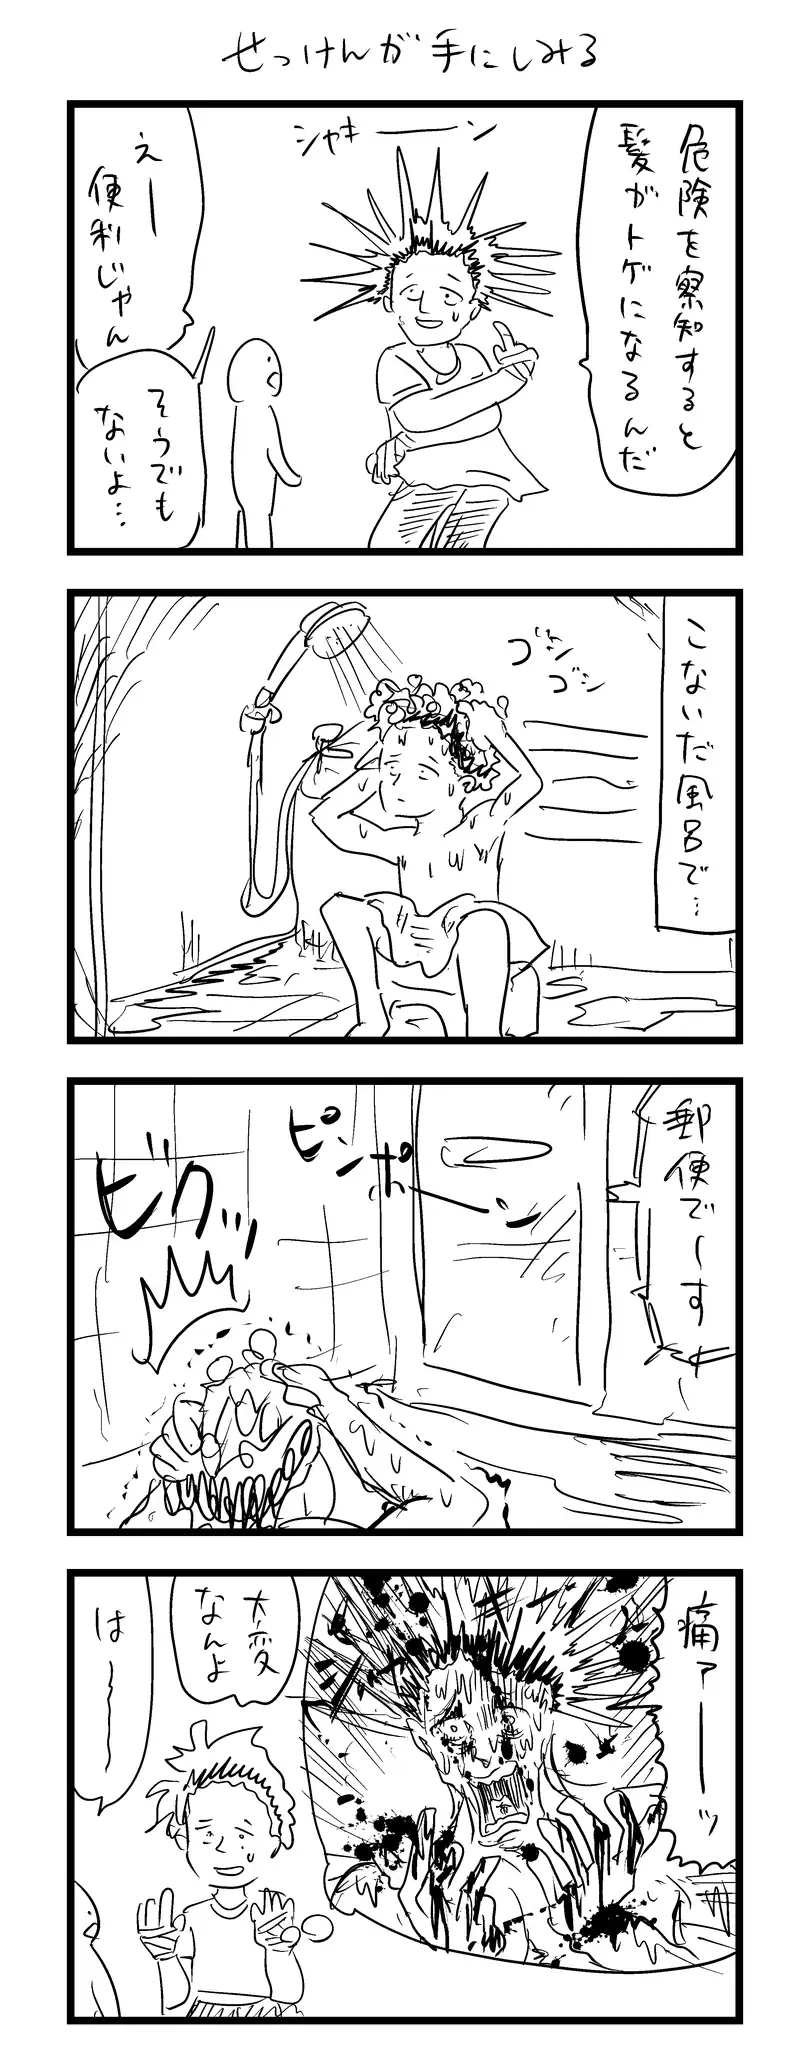 せっけんが手にしみる
危険を察知すると
髪がトゲになるんだ
シャキーーン
えー
便利じゃん
そうでも
ないよ…
こないだ風呂で…
ゴシ
ゴシ
郵便でーす
ピンポーン
ビクッ
痛ァーーッ
ギャー
大変
なんよ
はーー